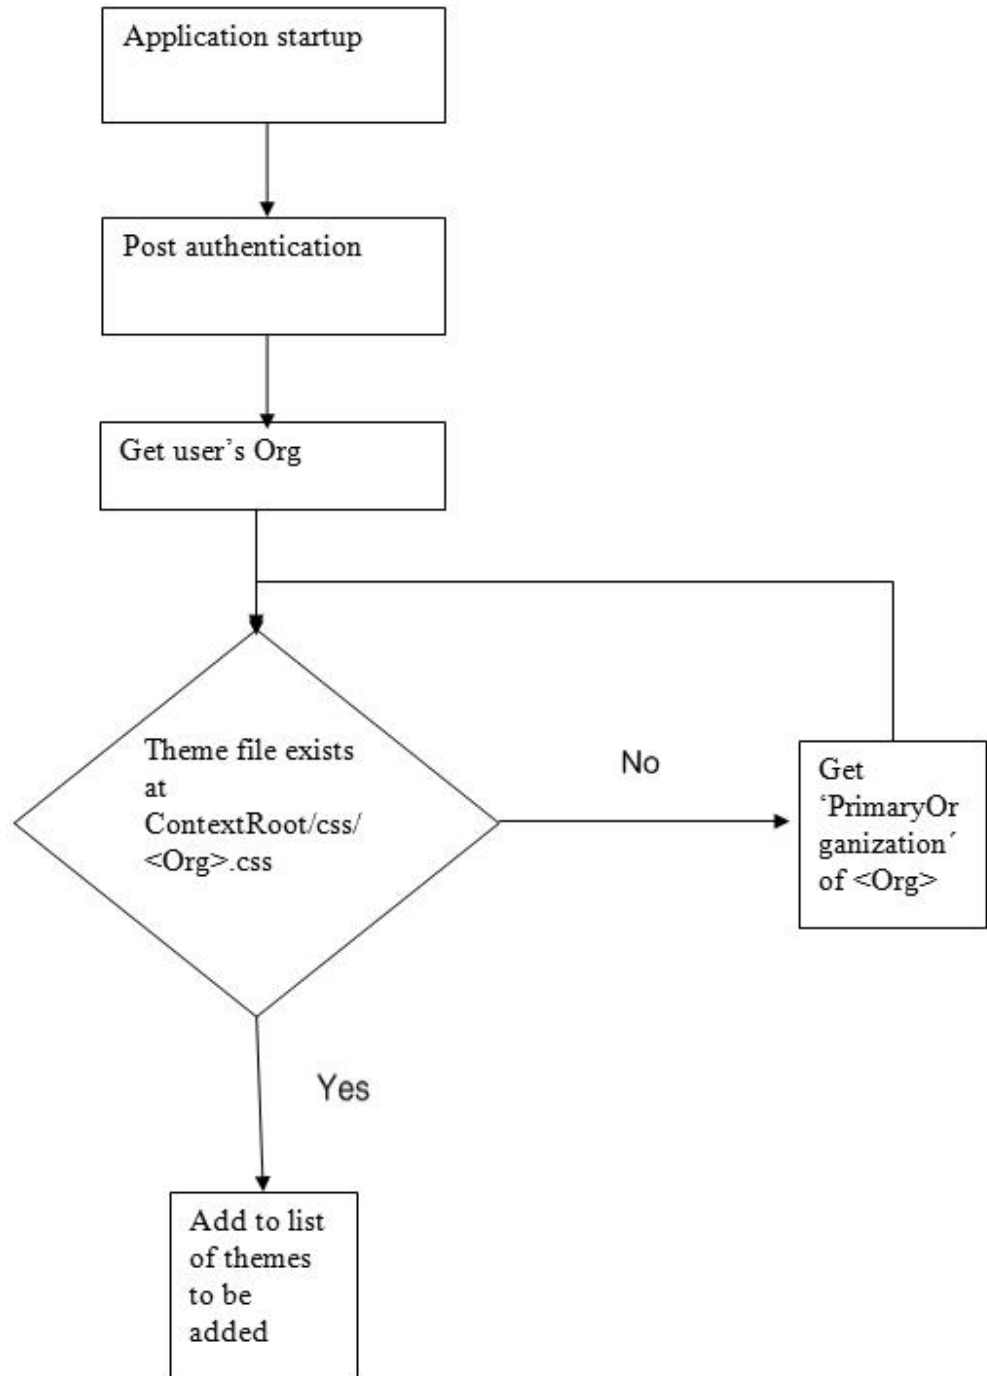 Application startup
Post authentication
Get user’s Org
Theme file exists
at
ContextRoot/css/
<Org>.css
No
Get
‘PrimaryOr
ganization´
of <Org>
Yes
Add to list
of themes
to be
added